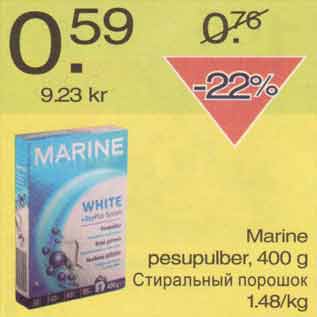 0.59
0.76
9.23 kr
-22%
MARINE
WHITE
Marine
pesupulber, 400 g
Стиральный порошок
1.48/kg